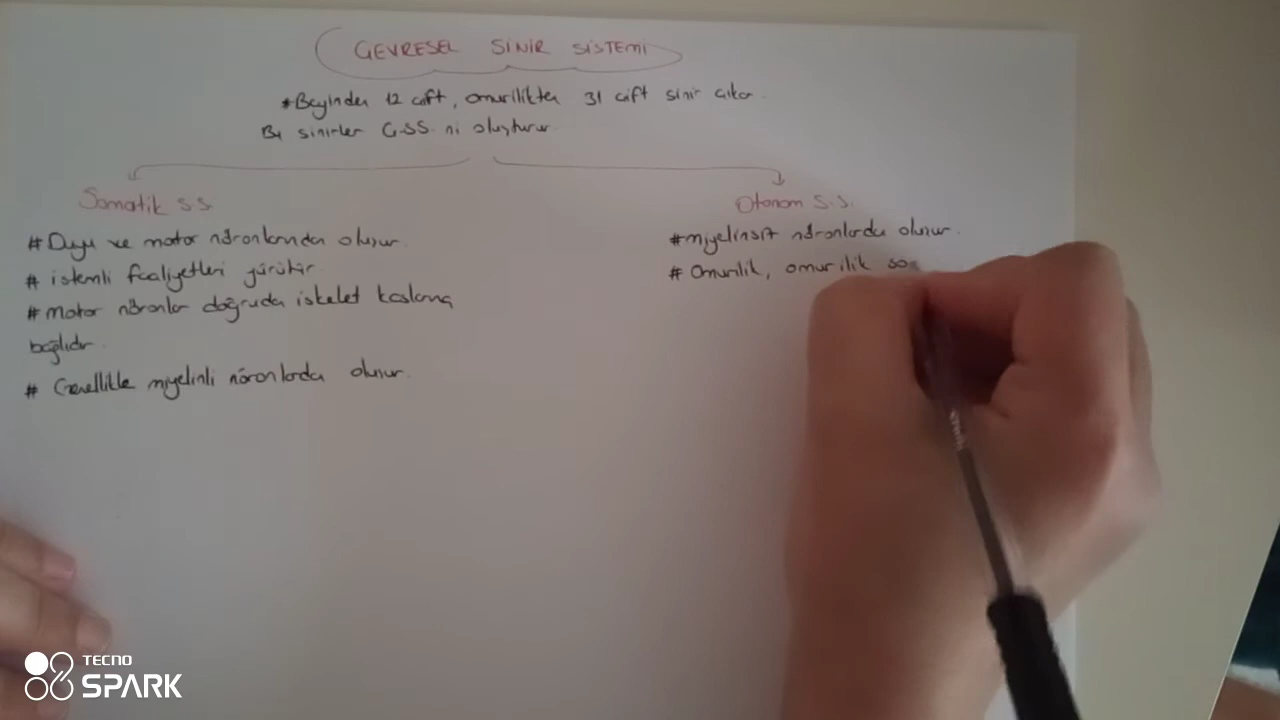 ÇEVRESEL SİNİR SİSTEMİ
*Beyinden 12 çift, omurilikten 31 çift sinir çıkar.
Bu sinirler Ç.S.S. ni oluşturur.
Somatik S.S.
# Duyu ve motor nöronlarından oluşur.
# istemli faaliyetleri yürütür.
# motor nöronlar doğrudan iskelet kaslarına
bağlıdır.
# Genellikle miyelinli nöronlardan oluşur.
Otonom S.S.
#miyelinsiz nöronlardan oluşur.
# Omurilik, omurilik so
TECNO
SPARK